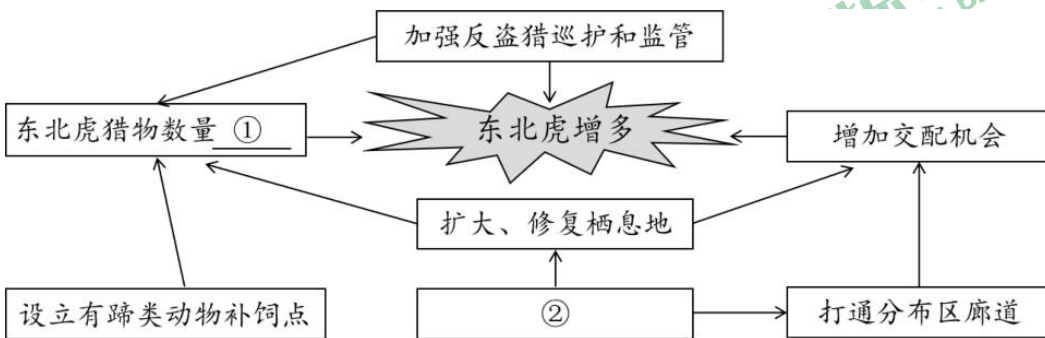 加强反盗猎巡护和监管
东北虎猎物数量 ①
东北虎增多
增加交配机会
扩大、修复栖息地
设立有蹄类动物补饲点
②
打通分布区廊道